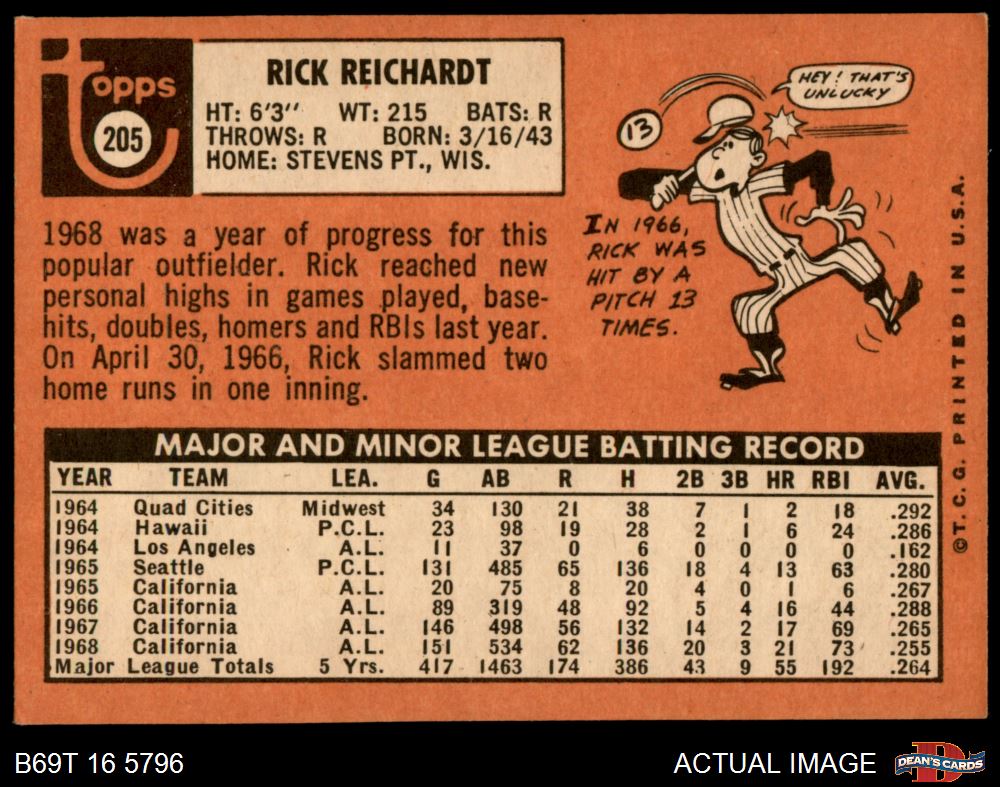 Topps
205
RICK REICHARDT
HT: 6'3" WT: 215 BATS: R
THROWS: R BORN: 3/16/43
HOME: STEVENS PT., WIS.
1968 was a year of progress for this
popular outfielder. Rick reached new
personal highs in games played, base-
hits, doubles, homers and RBIs last year.
On April 30, 1966, Rick slammed two
home runs in one inning.
HEY! THAT'S
UNLUCKY
13
IN 1966,
RICK WAS
HIT BY A
PITCH 13
TIMES.
MAJOR AND MINOR LEAGUE BATTING RECORD
YEAR TEAM LEA. G AB R H 2B 3B HR RBI AVG.
1964 Quad Cities Midwest 34 130 21 38 7 1 2 18 .292
1964 Hawaii P.C.L. 23 98 19 28 2 1 6 24 .286
1964 Los Angeles A.L. 11 37 0 6 0 0 0 0 .162
1965 Seattle P.C.L. 131 485 65 136 18 4 13 63 .280
1965 California A.L. 20 75 8 20 4 0 1 6 .267
1966 California A.L. 89 319 48 92 5 4 16 44 .288
1967 California A.L. 146 498 56 132 14 2 17 69 .265
1968 California A.L. 151 534 62 136 20 3 21 73 .255
Major League Totals 5 Yrs. 417 1463 174 386 43 9 55 192 .264
©T.C.G. PRINTED IN U.S.A.
B69T 16 5796
ACTUAL IMAGE
DEAN'S CARDS